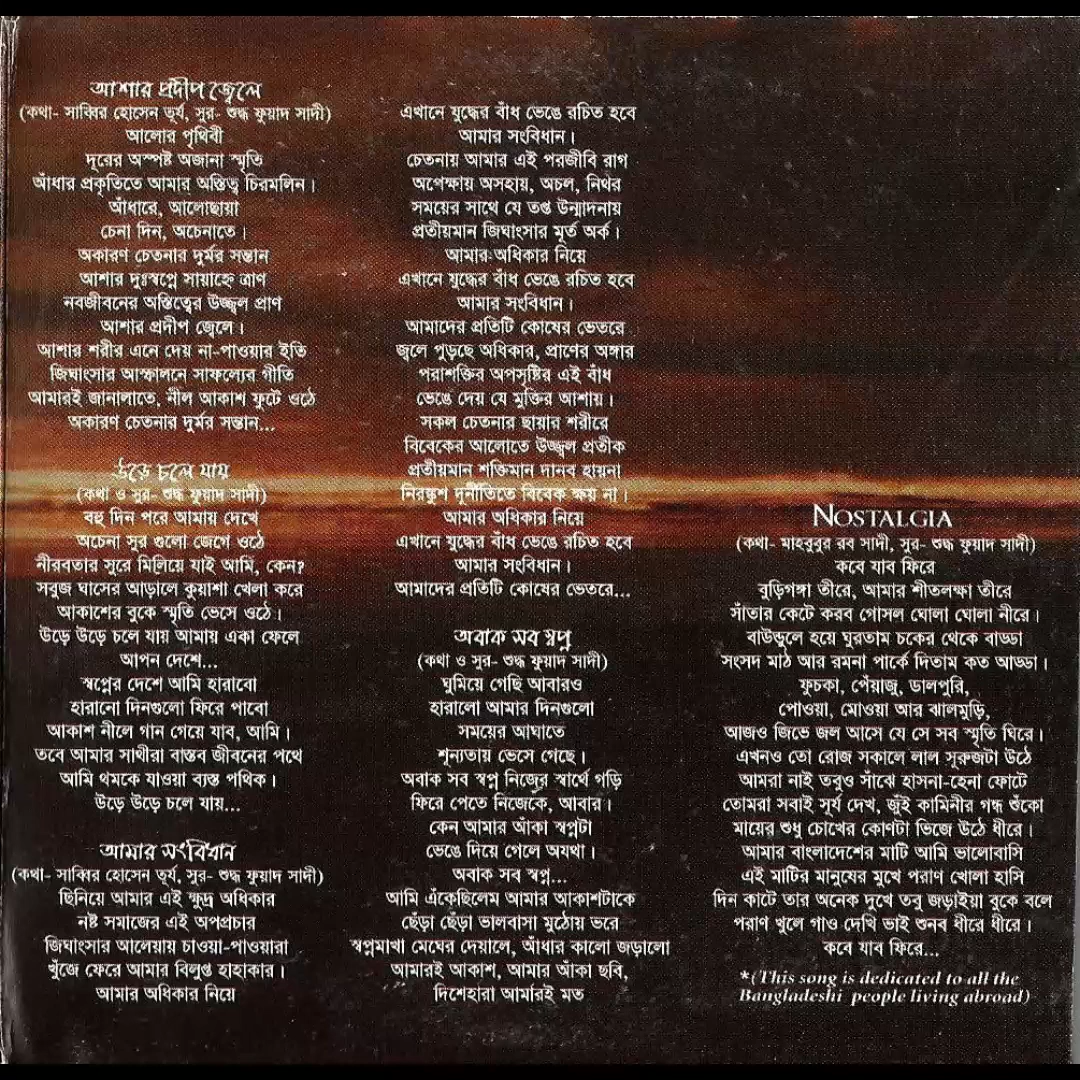 আশার প্রদীপ জ্বেলে
(কথা- সাব্বির হোসেন তূর্য, সুর- শুদ্ধ ফুয়াদ সাদী)
আলোর পৃথিবী
দূরের অস্পষ্ট অজানা স্মৃতি
আঁধার প্রকৃতিতে আমার অস্তিত্ব চিরমলিন।
আঁধারে, আলোছায়া
চেনা দিন, অচেনাতে।
অকারণ চেতনার দুর্মর সন্তান
আশার দুঃস্বপ্নে সায়াহ্নে ত্রাণ
নবজীবনের অস্তিত্বের উজ্জ্বল প্রাণ
আশার প্রদীপ জ্বেলে।
আশার শরীর এনে দেয় না-পাওয়ার ইতি
জিঘাংসার আস্ফালনে সাফল্যের গীতি
আমারই জানালাতে, নীল আকাশ ফুটে ওঠে
অকারণ চেতনার দুর্মর সন্তান...
উড়ে চলে যায়
(কথা ও সুর- শুদ্ধ ফুয়াদ সাদী)
বহু দিন পরে আমায় দেখে
অচেনা সুর গুলো জেগে ওঠে
নীরবতার সুরে মিলিয়ে যাই আমি, কেন?
সবুজ ঘাসের আড়ালে কুয়াশা খেলা করে
আকাশের বুকে স্মৃতি ভেসে ওঠে।
উড়ে উড়ে চলে যায় আমায় একা ফেলে
আপন দেশে...
স্বপ্নের দেশে আমি হারাবো
হারানো দিনগুলো ফিরে পাবো
আকাশ নীলে গান গেয়ে যাব, আমি।
তবে আমার সাথীরা বাস্তব জীবনের পথে
আমি থমকে যাওয়া ব্যস্ত পথিক।
উড়ে উড়ে চলে যায়...
আমার সংবিধান
(কথা- সাব্বির হোসেন তূর্য, সুর- শুদ্ধ ফুয়াদ সাদী)
ছিনিয়ে আমার এই ক্ষুদ্র অধিকার
নষ্ট সমাজের এই অপপ্রচার
জিঘাংসার আলেয়ায় চাওয়া-পাওয়ারা
খুঁজে ফেরে আমার বিলুপ্ত হাহাকার।
আমার অধিকার নিয়ে
এখানে যুদ্ধের বাঁধ ভেঙে রচিত হবে
আমার সংবিধান।
চেতনায় আমার এই পরজীবি রাগ
অপেক্ষায় অসহায়, অচল, নিথর
সময়ের সাথে যে তপ্ত উন্মাদনায়
প্রতীয়মান জিঘাংসার মূর্ত অর্ক।
আমার অধিকার নিয়ে
এখানে যুদ্ধের বাঁধ ভেঙে রচিত হবে
আমার সংবিধান।
আমাদের প্রতিটি কোষের ভেতরে
জ্বলে পুড়ছে অধিকার, প্রাণের অঙ্গার
পরাশক্তির অপসৃষ্টির এই বাঁধ
ভেঙে দেয় যে মুক্তির আশায়।
সকল চেতনার ছায়ার শরীরে
বিবেকের আলোতে উজ্জ্বল প্রতীক
প্রতীয়মান শক্তিমান দানব হায়না
নিরঙ্কুশ দুর্নীতিতে বিবেক ক্ষয় না।
আমার অধিকার নিয়ে
এখানে যুদ্ধের বাঁধ ভেঙে রচিত হবে
আমার সংবিধান।
আমাদের প্রতিটি কোষের ভেতরে...
অবাক সব স্বপ্ন
(কথা ও সুর- শুদ্ধ ফুয়াদ সাদী)
ঘুমিয়ে গেছি আবারও
হারালো আমার দিনগুলো
সময়ের আঘাতে
শূন্যতায় ভেসে গেছে।
অবাক সব স্বপ্ন নিজের স্বার্থে গড়ি
ফিরে পেতে নিজেকে, আবার।
কেন আমার আঁকা স্বপ্নটা
ভেঙে দিয়ে গেলে অযথা।
অবাক সব স্বপ্ন...
আমি এঁকেছিলেম আমার আকাশটাকে
ছেঁড়া ছেঁড়া ভালবাসা মুঠোয় ভরে
স্বপ্নমাখা মেঘের দেয়ালে, আঁধার কালো জড়ালো
আমারই আকাশ, আমার আঁকা ছবি,
দিশেহারা আমারই মত
NOSTALGIA
(কথা- মাহবুবুর রব সাদী, সুর- শুদ্ধ ফুয়াদ সাদী)
কবে যাব ফিরে
বুড়িগঙ্গা তীরে, আমার শীতলক্ষা তীরে
সাঁতার কেটে করব গোসল ঘোলা ঘোলা নীরে।
বাউন্ডুলে হয়ে ঘুরতাম চকের থেকে বাড্ডা
সংসদ মাঠ আর রমনা পার্কে দিতাম কত আড্ডা।
ফুচকা, পেঁয়াজু, ডালপুরি,
পোওয়া, মোওয়া আর ঝালমুড়ি,
আজও জিভে জল আসে যে সে সব স্মৃতি ঘিরে।
এখনও তো রোজ সকালে লাল সূরুজটা উঠে
আমরা নাই তবুও সাঁঝে হাসনা-হেনা ফোটে
তোমরা সবাই সূর্য দেখ, জুঁই কামিনীর গন্ধ শুঁকো
মায়ের শুধু চোখের কোণটা ভিজে উঠে ধীরে।
আমার বাংলাদেশের মাটি আমি ভালোবাসি
এই মাটির মানুষের মুখে পরাণ খোলা হাসি
দিন কাটে তার অনেক দুখে তবু জড়াইয়া বুকে বলে
পরাণ খুলে গাও দেখি ভাই শুনব ধীরে ধীরে।
কবে যাব ফিরে...
*(This song is dedicated to all the
Bangladeshi people living abroad)